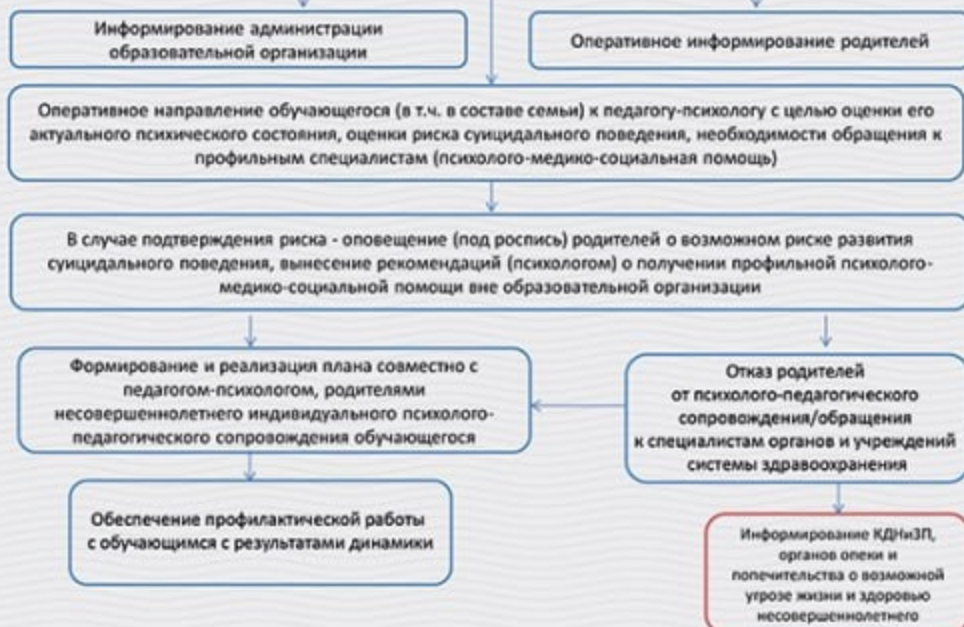 Информирование администрации
образовательной организации
Оперативное информирование родителей
Оперативное направление обучающегося (в т.ч. в составе семьи) к педагогу-психологу с целью оценки его
актуального психического состояния, оценки риска суицидального поведения, необходимости обращения к
профильным специалистам (психолого-медико-социальная помощь)
В случае подтверждения риска - оповещение (под роспись) родителей о возможном риске развития
суицидального поведения, вынесение рекомендаций (психологом) о получении профильной психолого-
медико-социальной помощи вне образовательной организации
Формирование и реализация плана совместно с
педагогом-психологом, родителями
несовершеннолетнего индивидуального психолого-
педагогического сопровождения обучающегося
Отказ родителей
от психолого-педагогического
сопровождения/обращения
к специалистам органов и учреждений
системы здравоохранения
Обеспечение профилактической работы
с обучающимся с результатами динамики
Информирование КДНиЗП,
органов опеки и
попечительства о возможной
угрозе жизни и здоровью
несовершеннолетнего